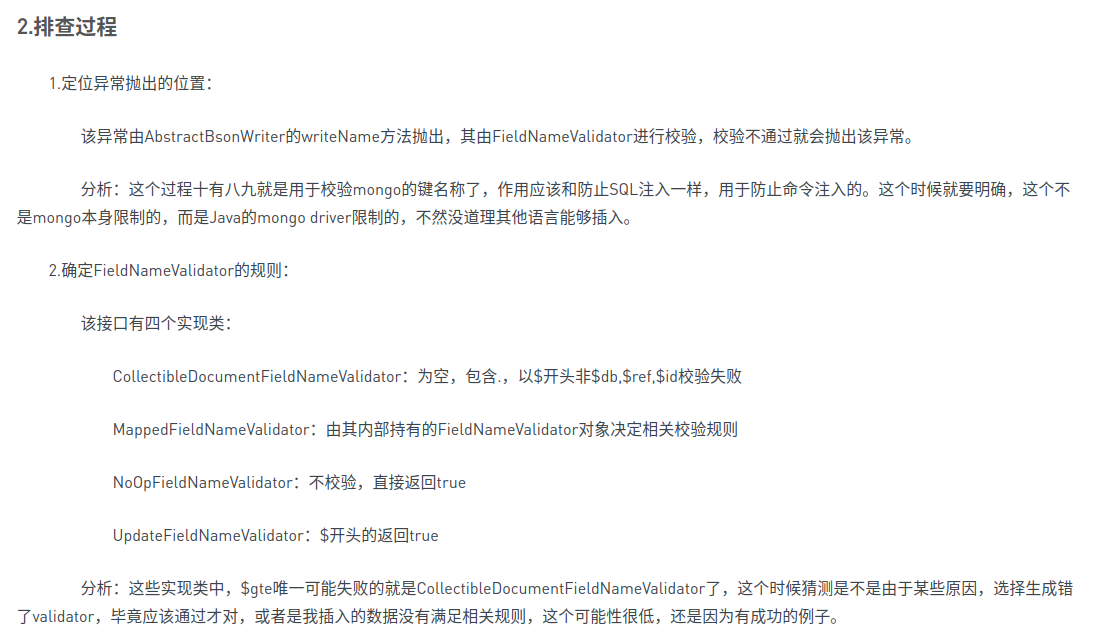 2.排查过程
1.定位异常抛出的位置：
该异常由AbstractBsonWriter的writeName方法抛出，其由FieldNameValidator进行校验，校验不通过就会抛出该异常。
分析：这个过程十有八九就是用于校验mongo的键名称了，作用应该和防止SQL注入一样，用于防止命令注入的。这个时候就要明确，这个不
是mongo本身限制的，而是Java的mongo driver限制的，不然没道理其他语言能够插入。
2.确定FieldNameValidator的规则：
该接口有四个实现类：
CollectibleDocumentFieldNameValidator：为空，包含.，以$开头非$db,$ref,$id校验失败
MappedFieldNameValidator：由其内部持有的FieldNameValidator对象决定相关校验规则
NoOpFieldNameValidator：不校验，直接返回true
UpdateFieldNameValidator：$开头的返回true
分析：这些实现类中，$gte唯一可能失败的就是CollectibleDocumentFieldNameValidator了，这个时候猜测是不是由于某些原因，选择生成错
了validator，毕竟应该通过才对，或者是我插入的数据没有满足相关规则，这个可能性很低，还是因为有成功的例子。